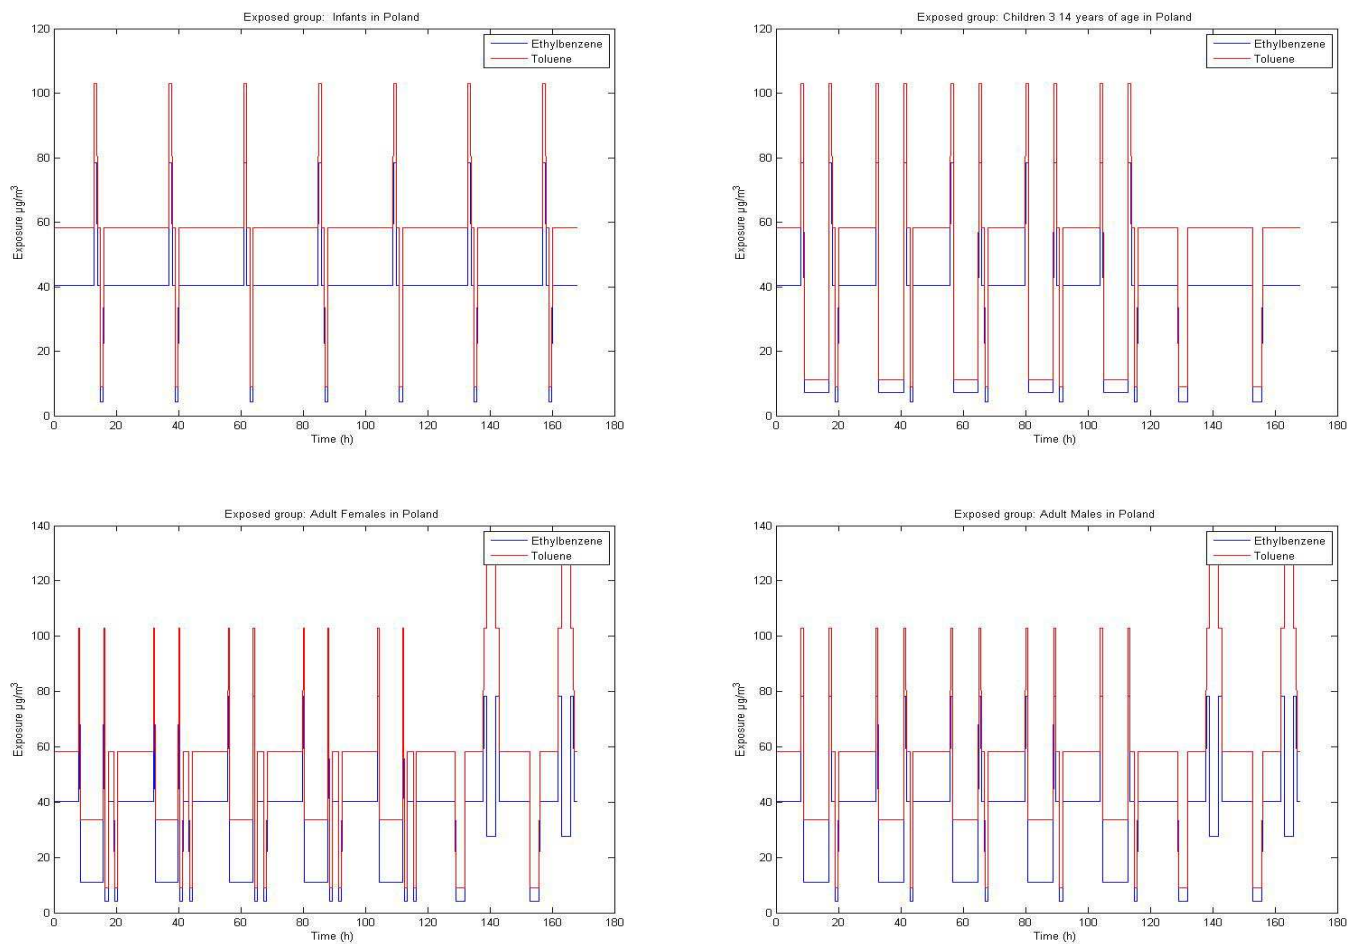 Exposed group:  Infants in Poland
120
100
80
60
40
20
0
Exposure µg/m3
0 20 40 60 80 100 120 140 160 180
Time (h)
Ethylbenzene
Toluene
Exposed group: Children 3 14 years of age in Poland
120
100
80
60
40
20
0
Exposure µg/m3
0 20 40 60 80 100 120 140 160 180
Time (h)
Ethylbenzene
Toluene
Exposed group: Adult Females in Poland
140
120
100
80
60
40
20
0
Exposure µg/m3
0 20 40 60 80 100 120 140 160 180
Time (h)
Ethylbenzene
Toluene
Exposed group: Adult Males in Poland
140
120
100
80
60
40
20
0
Exposure µg/m3
0 20 40 60 80 100 120 140 160 180
Time (h)
Ethylbenzene
Toluene